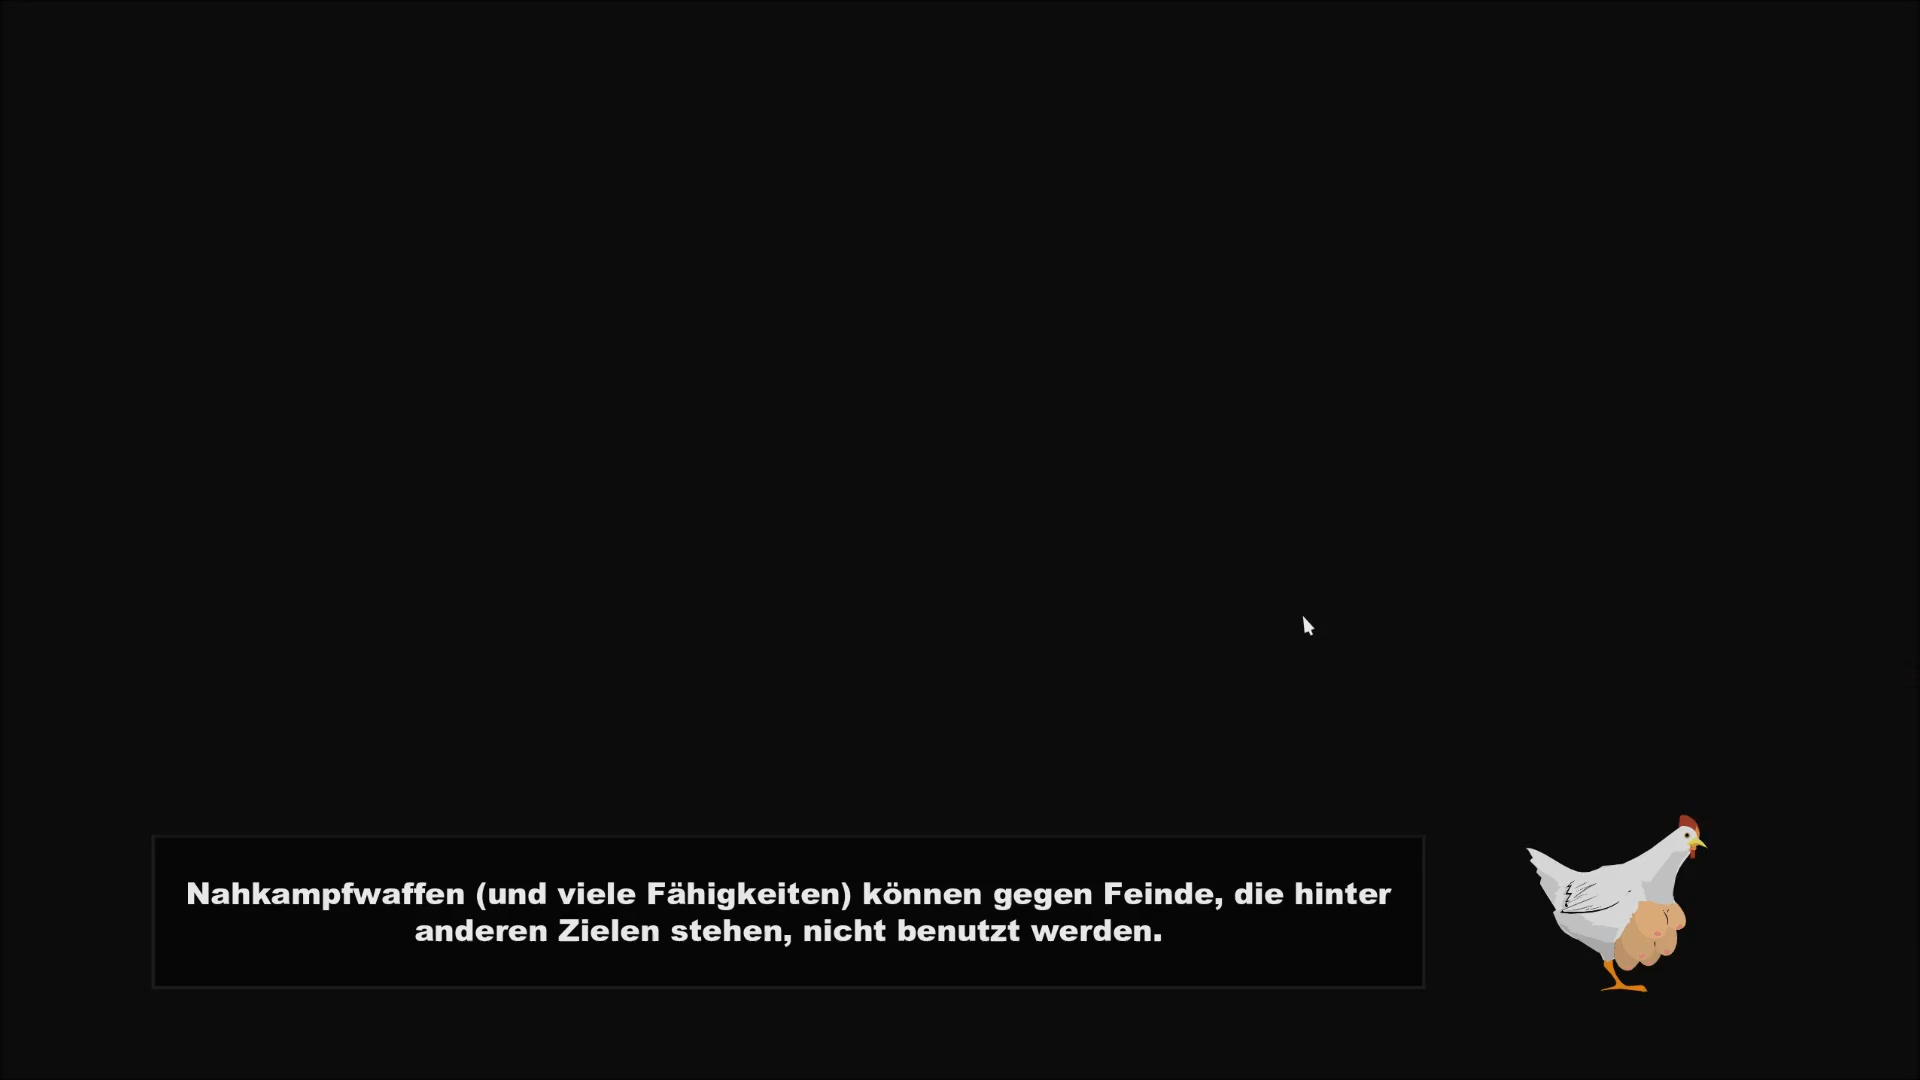 Nahkampfwaffen (und viele Fähigkeiten) können gegen Feinde, die hinter
anderen Zielen stehen, nicht benutzt werden.